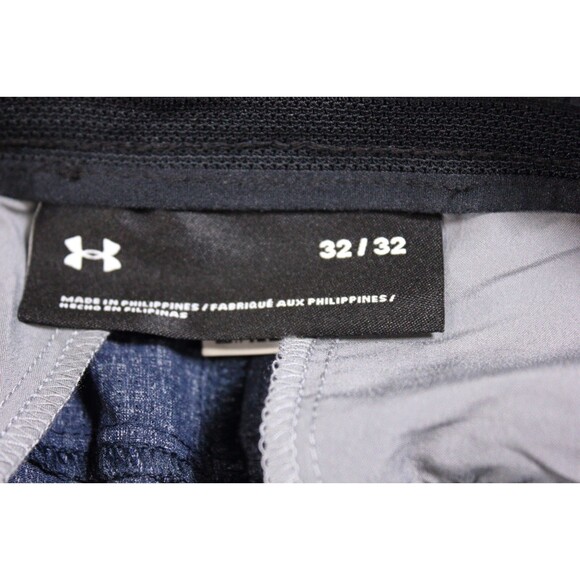 32 / 32
MADE IN PHILIPPINES / FABRIQUÉ AUX PHILIPPINES /
HECHO EN FILIPINAS